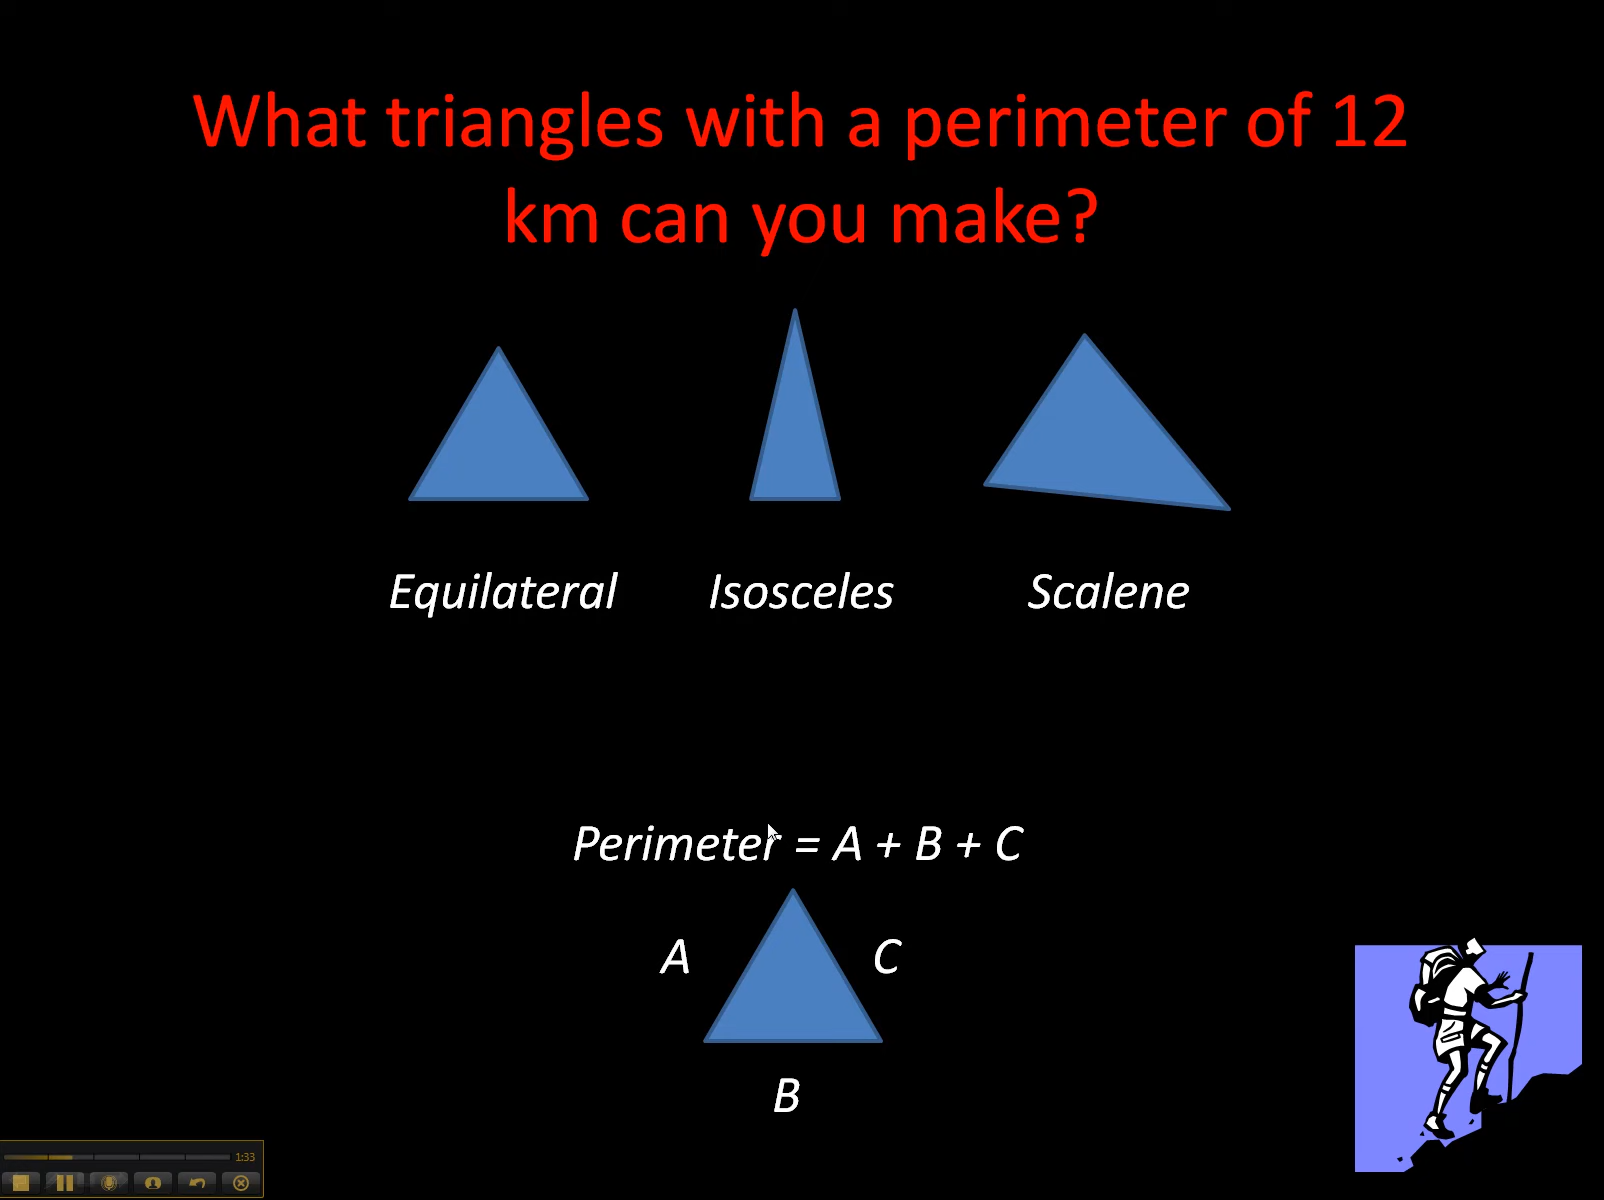 What triangles with a perimeter of 12
km can you make?
Equilateral
Isosceles
Scalene
Perimeter = A + B + C
A
C
B
1:33